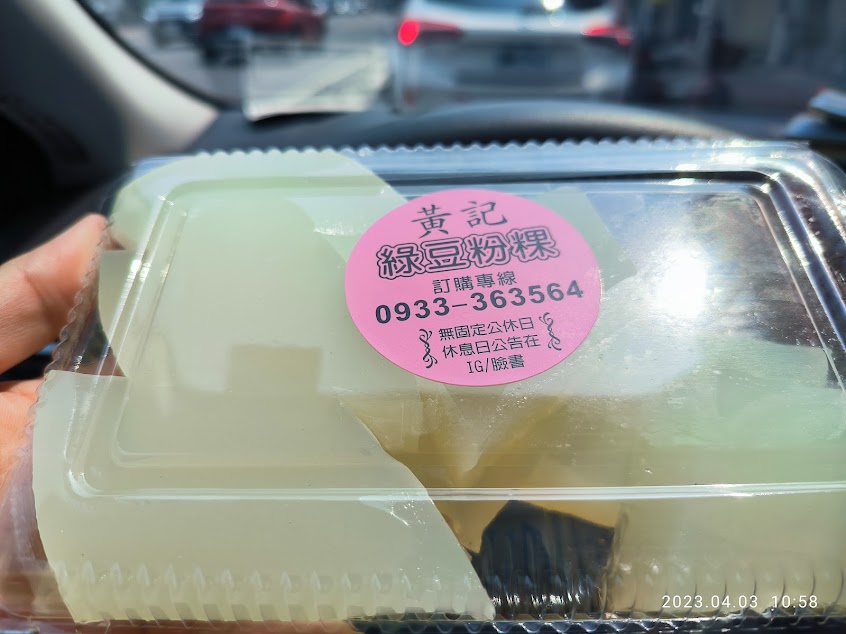 黃記
綠豆粉粿
訂購專線
0933-363564
無固定公休日
休息日公告在
IG/臉書
2023.04.03 10:58